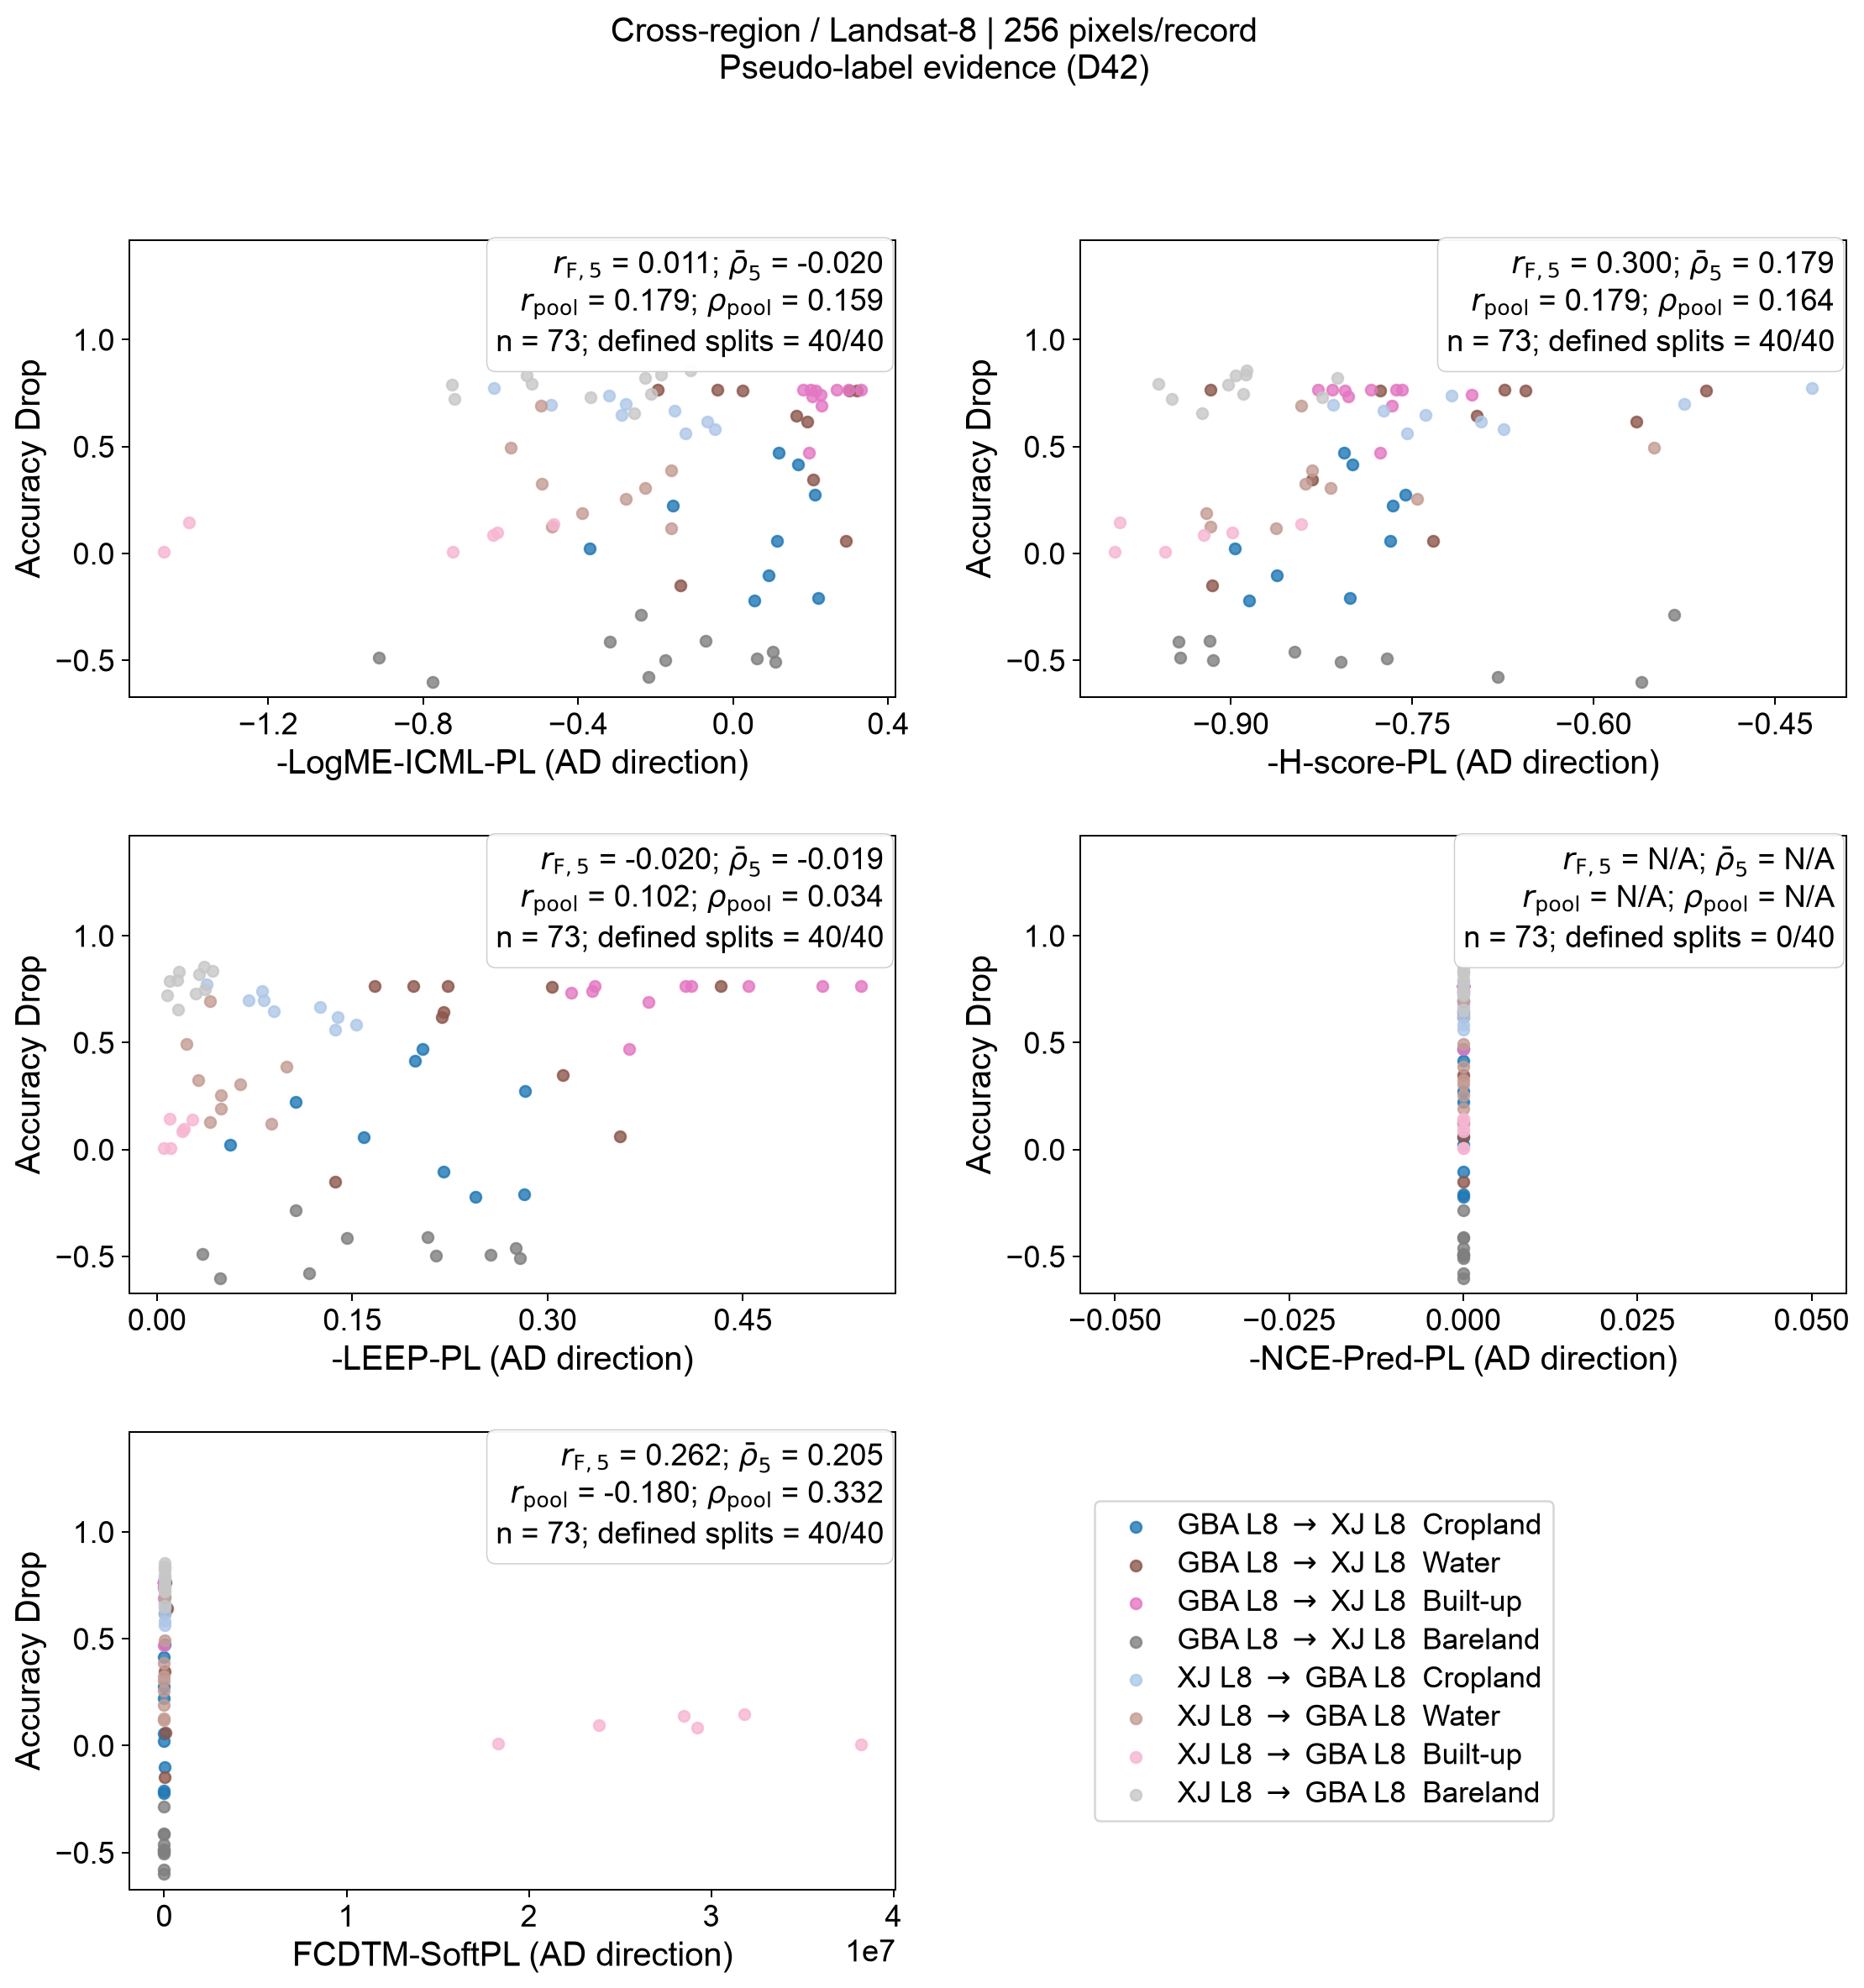 Cross-region / Landsat-8 | 256 pixels/record
Pseudo-label evidence (D42)
r_F,5 = 0.011; ρ̄_5 = -0.020
r_pool = 0.179; ρ_pool = 0.159
n = 73; defined splits = 40/40
Accuracy Drop
1.0
0.5
0.0
−0.5
−1.2 −0.8 −0.4 0.0 0.4
-LogME-ICML-PL (AD direction)
r_F,5 = 0.300; ρ̄_5 = 0.179
r_pool = 0.179; ρ_pool = 0.164
n = 73; defined splits = 40/40
Accuracy Drop
1.0
0.5
0.0
−0.5
−0.90 −0.75 −0.60 −0.45
-H-score-PL (AD direction)
r_F,5 = -0.020; ρ̄_5 = -0.019
r_pool = 0.102; ρ_pool = 0.034
n = 73; defined splits = 40/40
Accuracy Drop
1.0
0.5
0.0
−0.5
0.00 0.15 0.30 0.45
-LEEP-PL (AD direction)
r_F,5 = N/A; ρ̄_5 = N/A
r_pool = N/A; ρ_pool = N/A
n = 73; defined splits = 0/40
Accuracy Drop
1.0
0.5
0.0
−0.5
−0.050 −0.025 0.000 0.025 0.050
-NCE-Pred-PL (AD direction)
r_F,5 = 0.262; ρ̄_5 = 0.205
r_pool = -0.180; ρ_pool = 0.332
n = 73; defined splits = 40/40
Accuracy Drop
1.0
0.5
0.0
−0.5
0 1 2 3 4
1e7
FCDTM-SoftPL (AD direction)
GBA L8 → XJ L8 Cropland
GBA L8 → XJ L8 Water
GBA L8 → XJ L8 Built-up
GBA L8 → XJ L8 Bareland
XJ L8 → GBA L8 Cropland
XJ L8 → GBA L8 Water
XJ L8 → GBA L8 Built-up
XJ L8 → GBA L8 Bareland